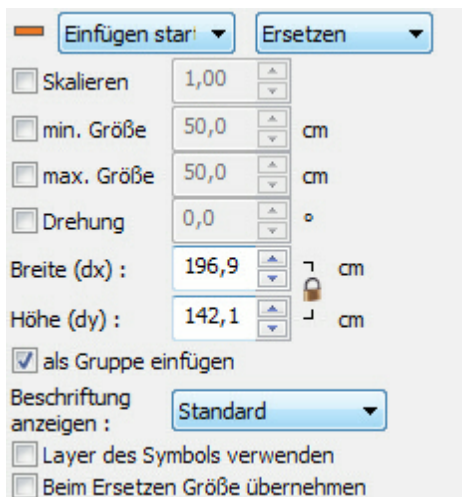 Einfügen star Ersetzen
Skalieren 1,00
min. Größe 50,0 cm
max. Größe 50,0 cm
Drehung 0,0 °
Breite (dx) : 196,9 cm
Höhe (dy) : 142,1 cm
als Gruppe einfügen
Beschriftung
anzeigen : Standard
Layer des Symbols verwenden
Beim Ersetzen Größe übernehmen